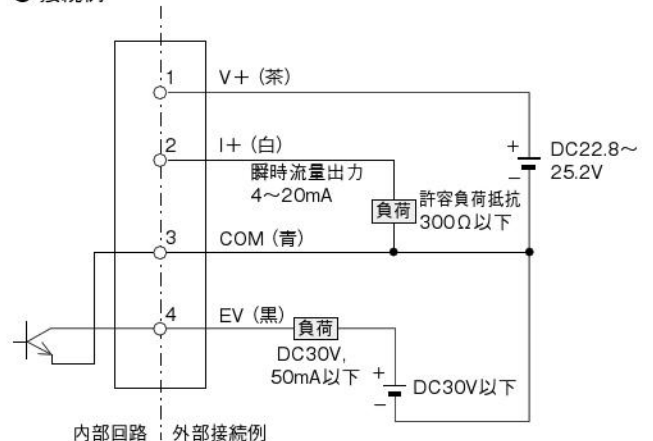 1 V＋（茶）
2 I＋（白）
瞬時流量出力
4～20mA
＋
－
DC22.8～
25.2V
負荷
許容負荷抵抗
300Ω以下
3 COM（青）
4 EV（黒）
負荷
DC30V,
50mA以下
＋
－
DC30V以下
内部回路
外部接続例